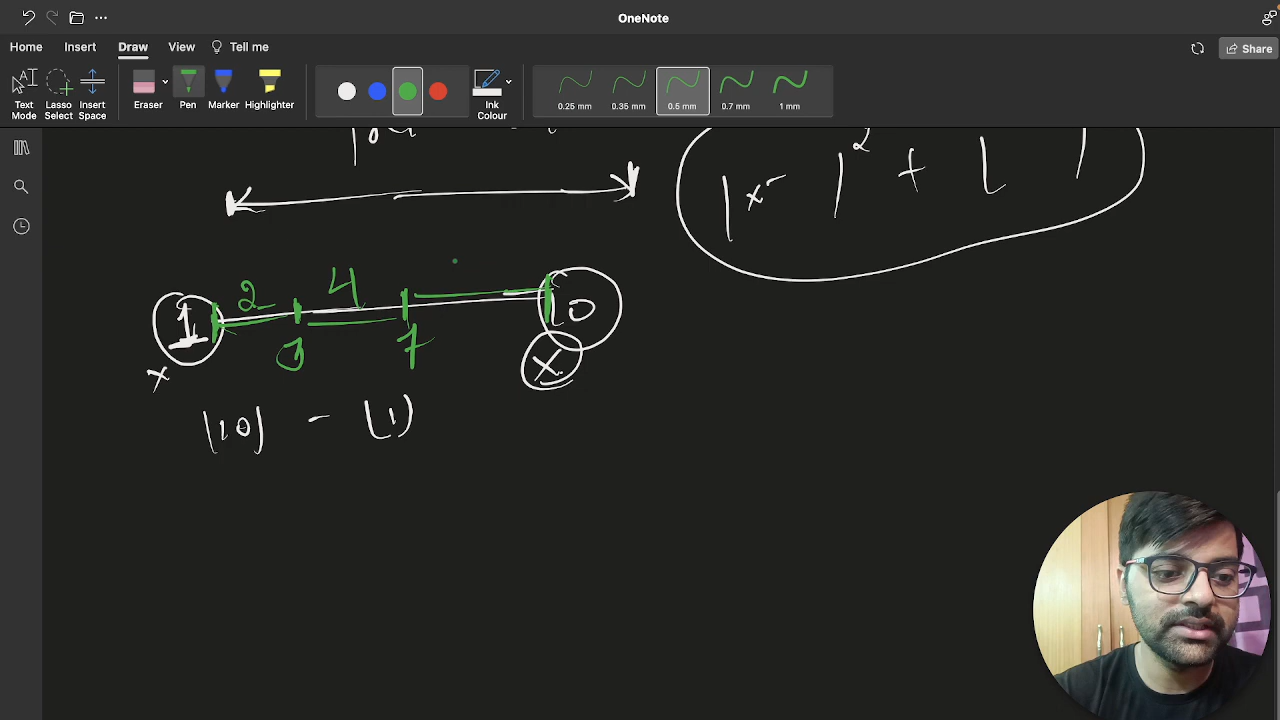 OneNote
Home Insert Draw View Tell me
Share
Text Mode
Lasso Select
Insert Space
Eraser
Pen
Marker
Highlighter
Ink Colour
0.25 mm
0.35 mm
0.5 mm
0.7 mm
1 mm
|x- |² + | |
2 4
1 10
3 7
x x
|10| - |1|